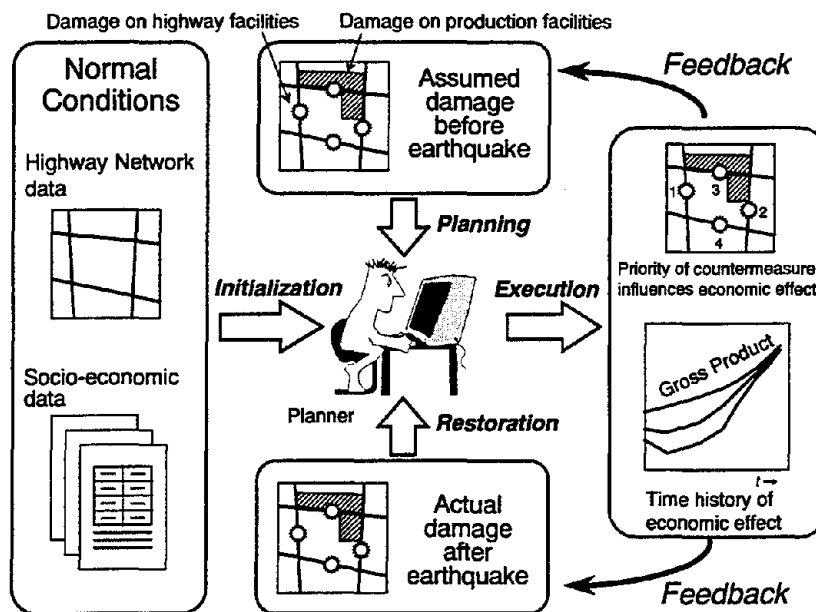 Damage on highway facilities
Damage on production facilities
Normal
Conditions
Highway Network
data
Socio-economic
data
Assumed
damage
before
earthquake
Feedback
Planning
Initialization
Execution
Planner
Restoration
Actual
damage
after
earthquake
1
3
2
4
Priority of countermeasure
influences economic effect
Gross Product
t →
Time history of
economic effect
Feedback